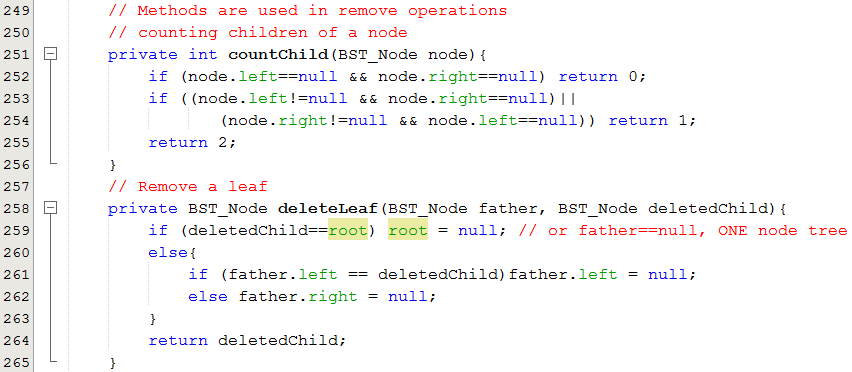 249 // Methods are used in remove operations
250 // counting children of a node
251 private int countChild(BST_Node node){
252 if (node.left==null && node.right==null) return 0;
253 if ((node.left!=null && node.right==null)||
254 (node.right!=null && node.left==null)) return 1;
255 return 2;
256 }
257 // Remove a leaf
258 private BST_Node deleteLeaf(BST_Node father, BST_Node deletedChild){
259 if (deletedChild==root) root = null; // or father==null, ONE node tree
260 else{
261 if (father.left == deletedChild)father.left = null;
262 else father.right = null;
263 }
264 return deletedChild;
265 }